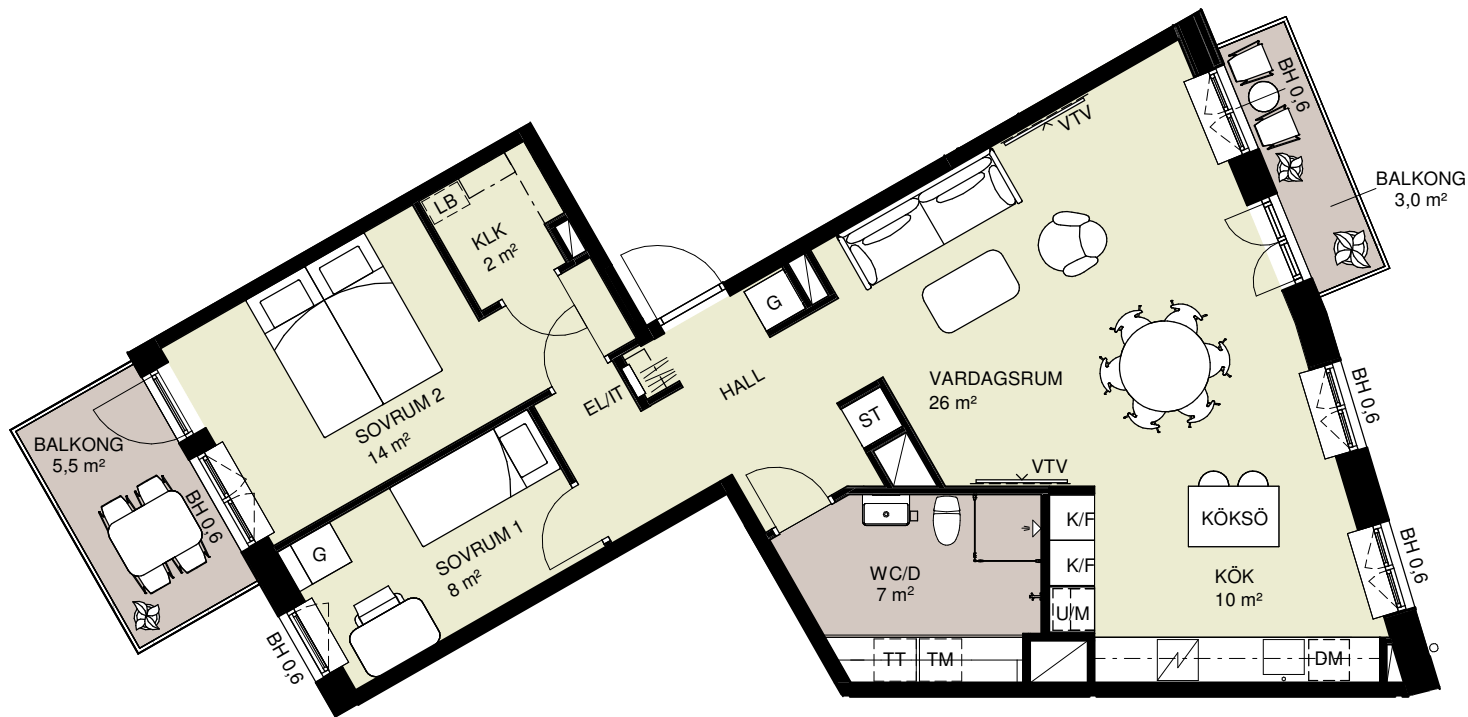 BH 0,6
VTV
BALKONG
3,0 m²
LB
KLK
2 m²
G
HALL
EL/IT
VARDAGSRUM
26 m²
BH 0,6
ST
SOVRUM 2
14 m²
BALKONG
5,5 m²
BH 0,6
VTV
K/F
K/F
U/M
KÖKSÖ
BH 0,6
KÖK
10 m²
G
SOVRUM 1
8 m²
WC/D
7 m²
BH 0,6
TT
TM
DM